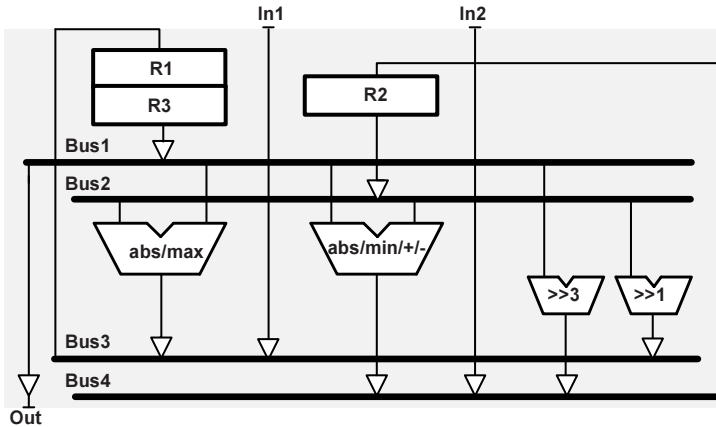 In1 In2
R1
R3
R2
Bus1
Bus2
abs/max
abs/min/+/-
>>3
>>1
Bus3
Bus4
Out